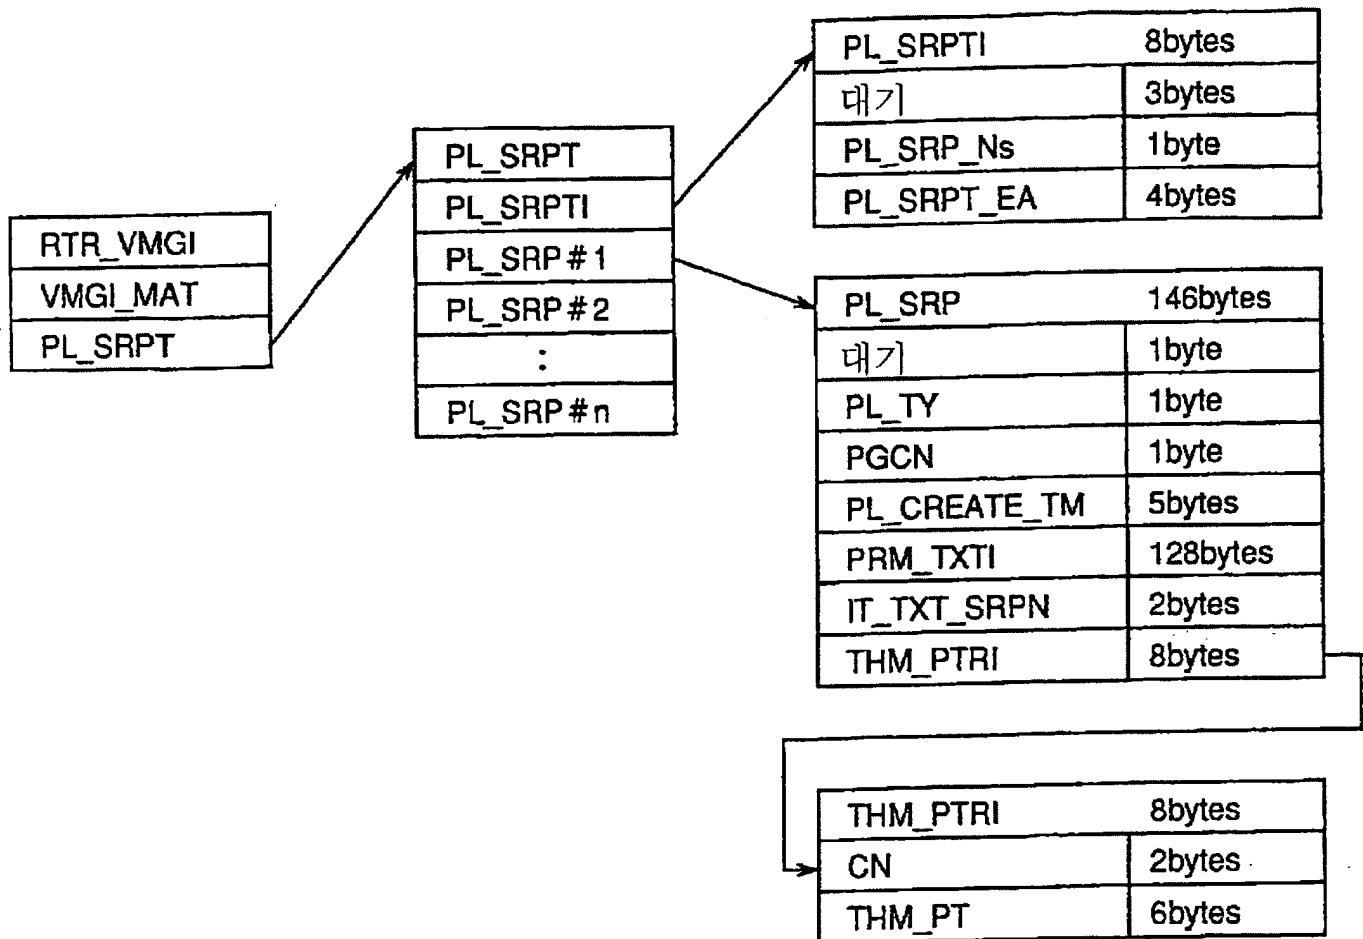 RTR_VMGI
VMGI_MAT
PL_SRPT
PL_SRPT
PL_SRPTI
PL_SRP#1
PL_SRP#2
:
PL_SRP#n
PL_SRPTI 8bytes
대기 3bytes
PL_SRP_Ns 1byte
PL_SRPT_EA 4bytes
PL_SRP 146bytes
대기 1byte
PL_TY 1byte
PGCN 1byte
PL_CREATE_TM 5bytes
PRM_TXTI 128bytes
IT_TXT_SRPN 2bytes
THM_PTRI 8bytes
THM_PTRI 8bytes
CN 2bytes
THM_PT 6bytes